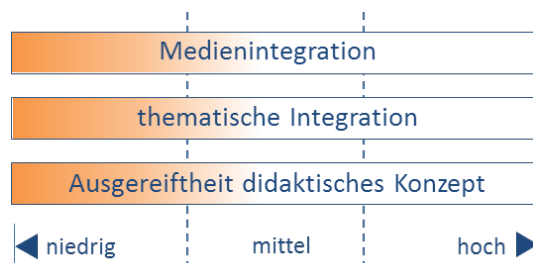 Medienintegration
thematische Integration
Ausgereiftheit didaktisches Konzept
niedrig mittel hoch